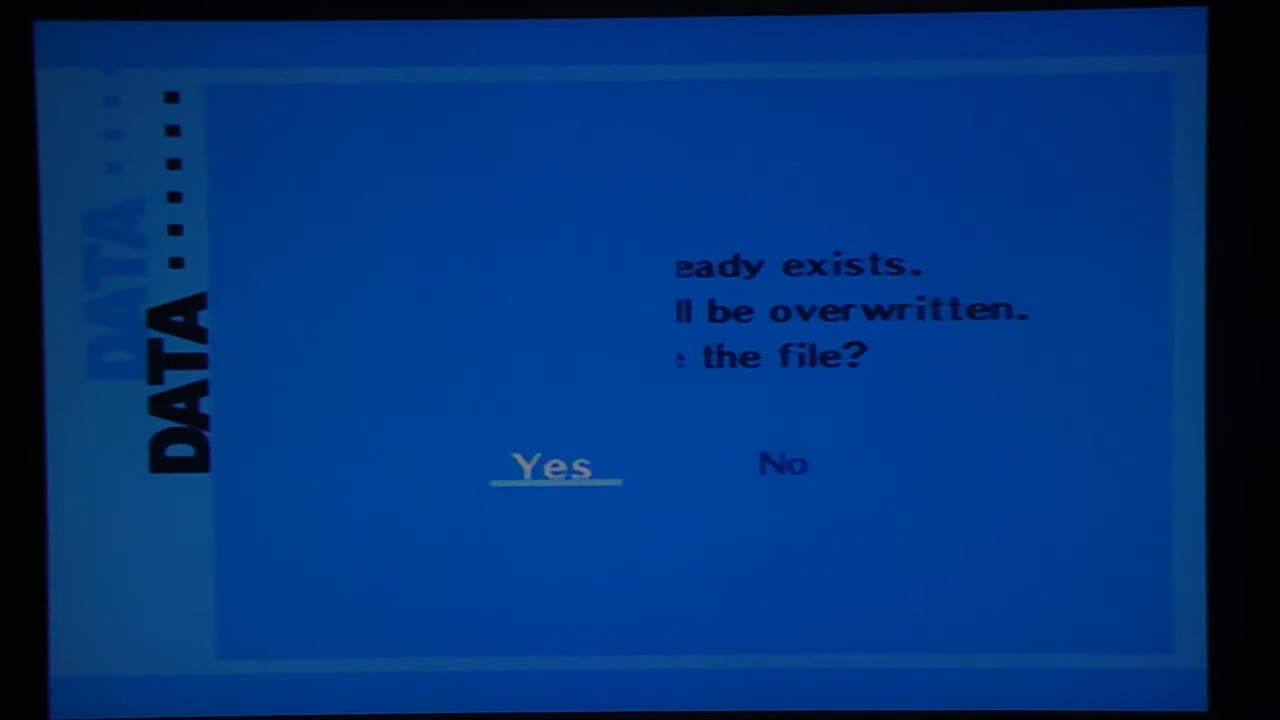 DATA ......
DATA ....
eady exists.
ll be overwritten.
the file?
Yes
No